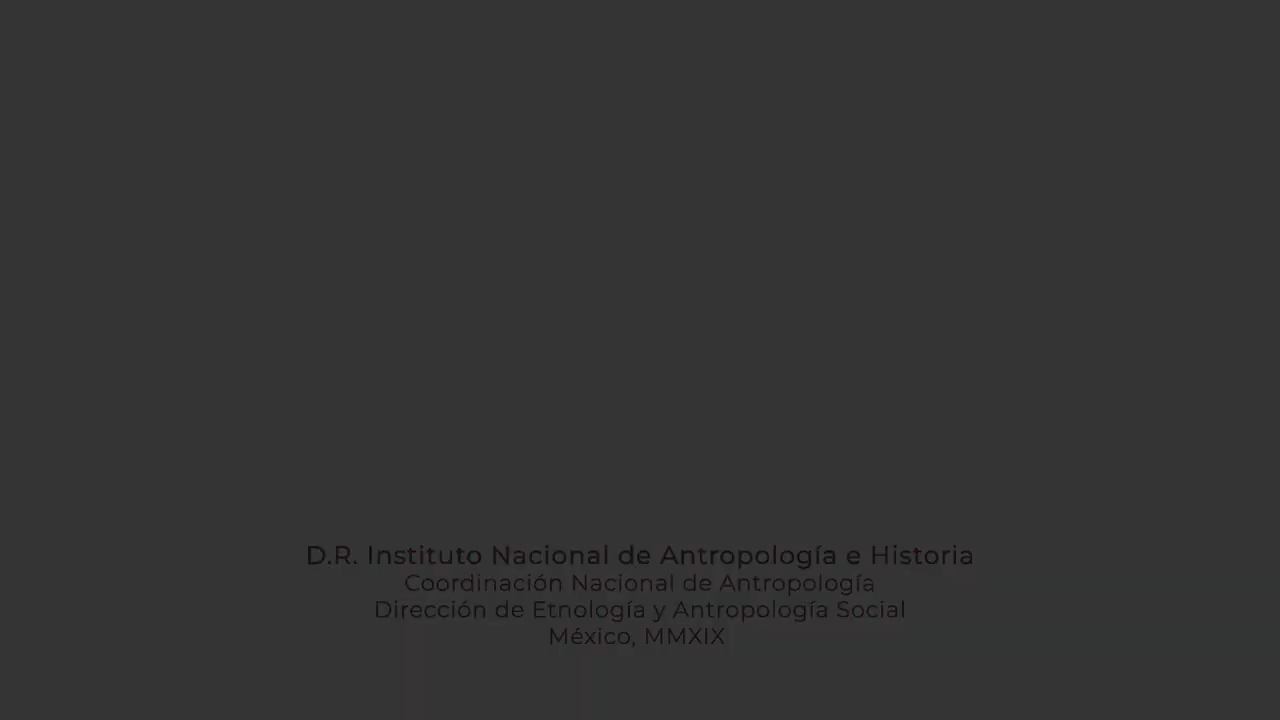 D.R. Instituto Nacional de Antropología e Historia
Coordinación Nacional de Antropología
Dirección de Etnología y Antropología Social
México, MMXIX